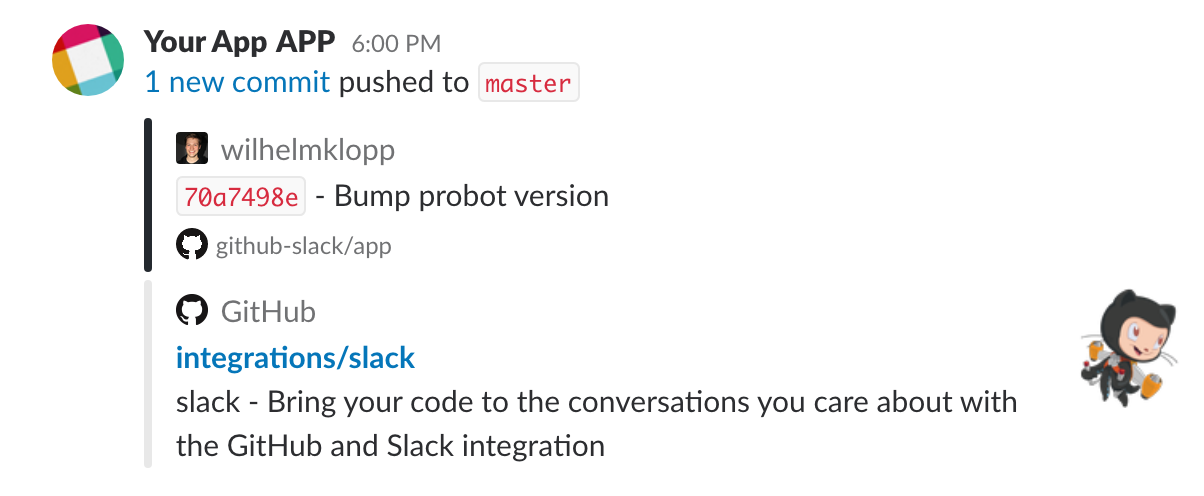 Your App APP 6:00 PM
1 new commit pushed to master
wilhelmklopp
70a7498e - Bump probot version
github-slack/app
GitHub
integrations/slack
slack - Bring your code to the conversations you care about with
the GitHub and Slack integration